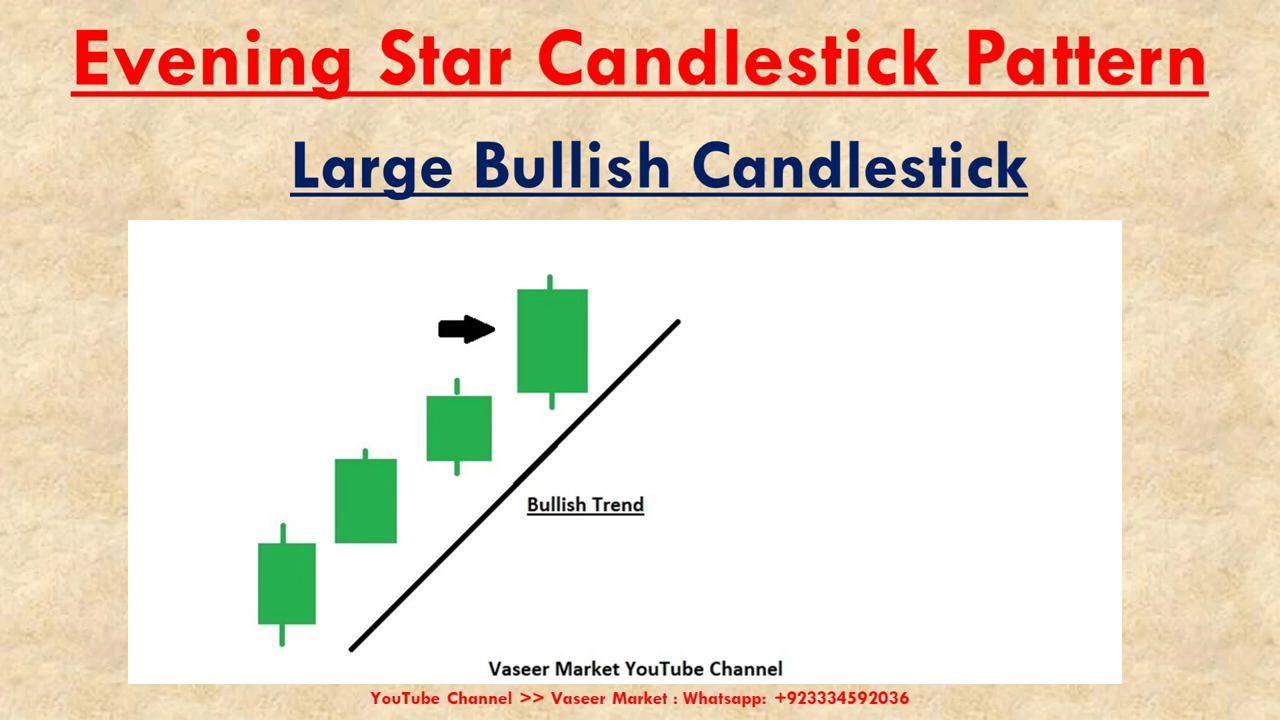 Evening Star Candlestick Pattern
Large Bullish Candlestick
Bullish Trend
Vaseer Market YouTube Channel
YouTube Channel >> Vaseer Market : Whatsapp: +923334592036